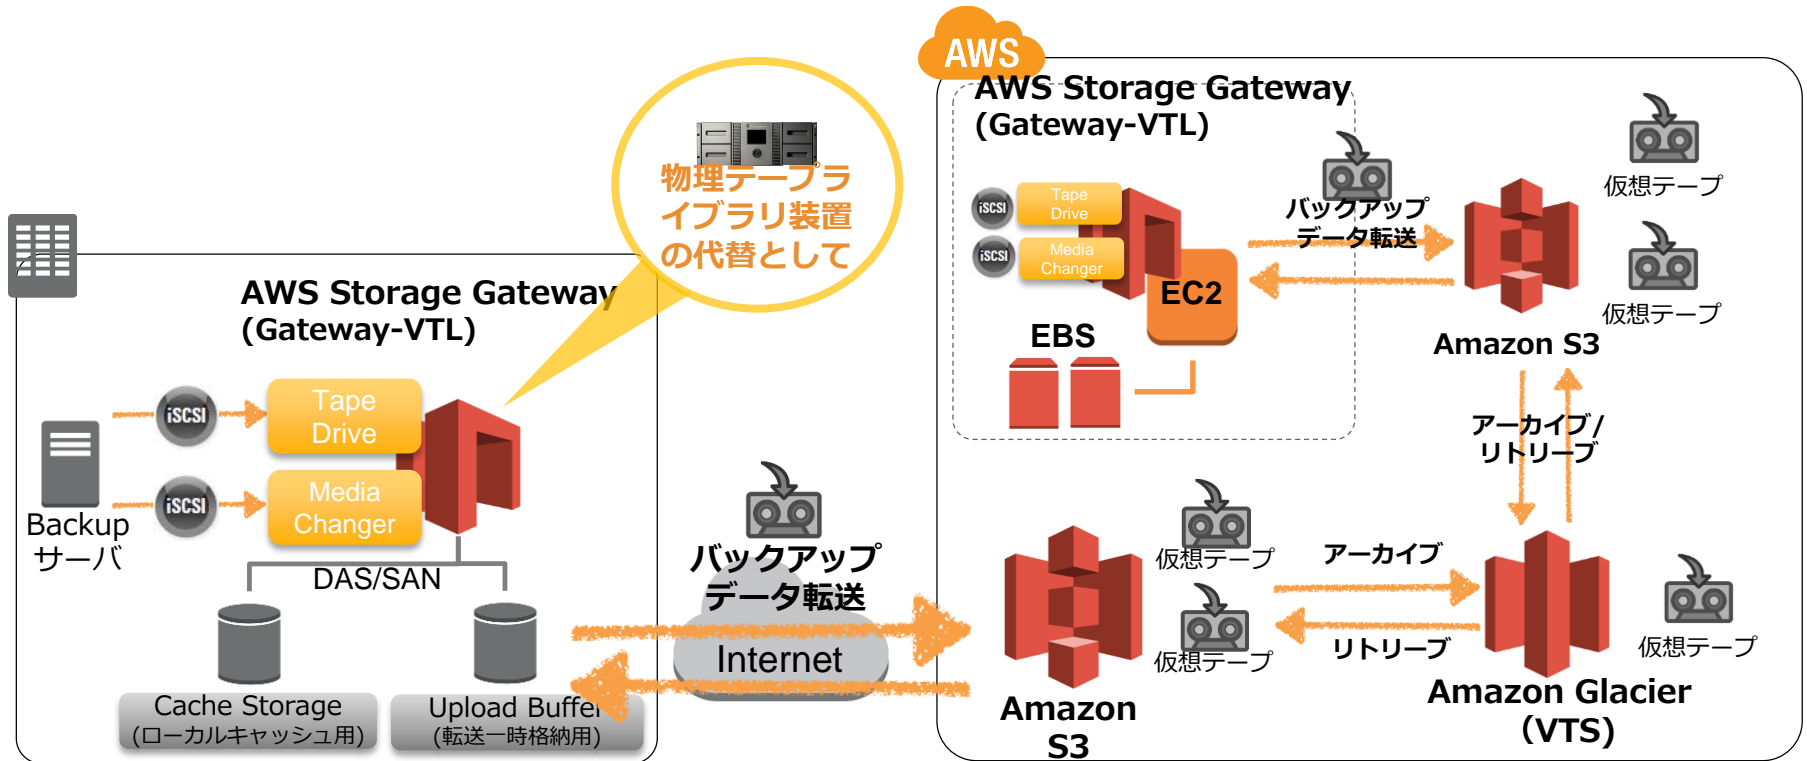 AWS
AWS Storage Gateway
(Gateway-VTL)
Tape
Drive
iSCSI
iSCSI
Media
Changer
EC2
EBS
バックアップ
データ転送
仮想テープ
仮想テープ
Amazon S3
アーカイブ/
リトリーブ
物理テープラ
イブラリ装置
の代替として
AWS Storage Gateway
(Gateway-VTL)
iSCSI
Tape
Drive
iSCSI
Media
Changer
Backup
サーバ
DAS/SAN
Cache Storage
(ローカルキャッシュ用)
Upload Buffer
(転送一時格納用)
バックアップ
データ転送
Internet
仮想テープ
仮想テープ
Amazon
S3
アーカイブ
リトリーブ
仮想テープ
Amazon Glacier
(VTS)